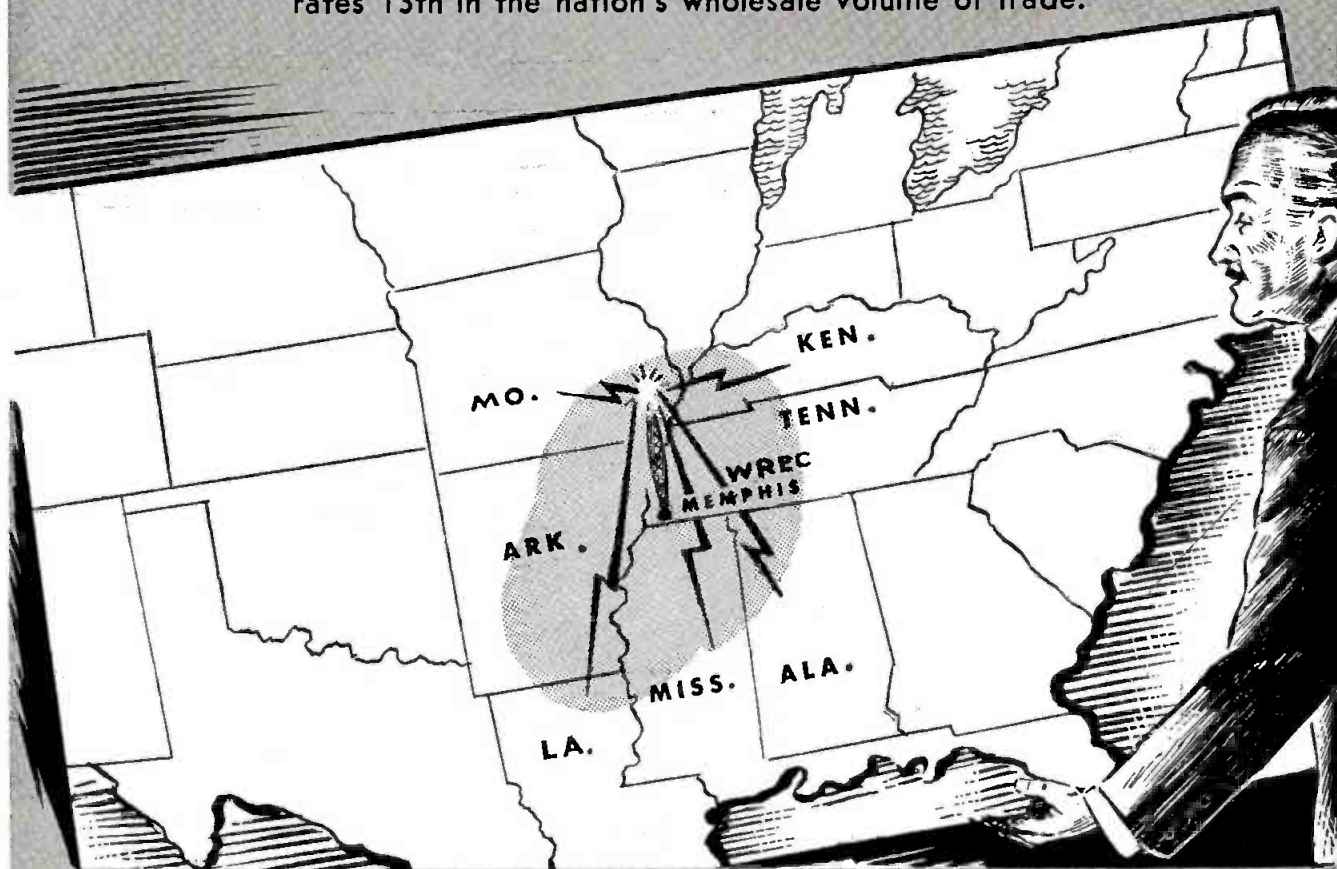 rates 13th in the nation's wholesale volume of trade.
KEN.
MO.
TENN.
WREC
MEMPHIS
ARK.
MISS.
ALA.
LA.